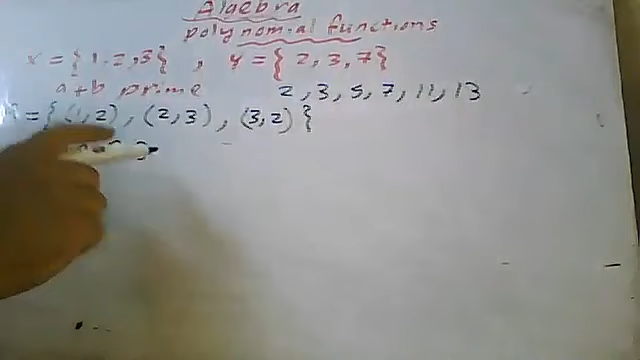 Algebra
polynomial functions
x = {1, 2, 3} , y = {2, 3, 7}
a+b prime 2, 3, 5, 7, 11, 13
= {(1,2) , (2,3) , (3,2)}